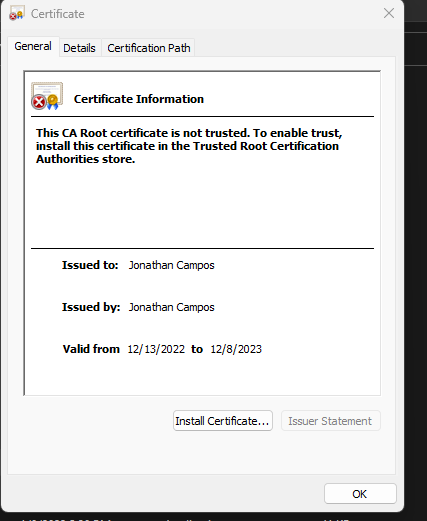 Certificate
General Details Certification Path
Certificate Information
This CA Root certificate is not trusted. To enable trust,
install this certificate in the Trusted Root Certification
Authorities store.
Issued to: Jonathan Campos
Issued by: Jonathan Campos
Valid from 12/13/2022 to 12/8/2023
Install Certificate... Issuer Statement
OK